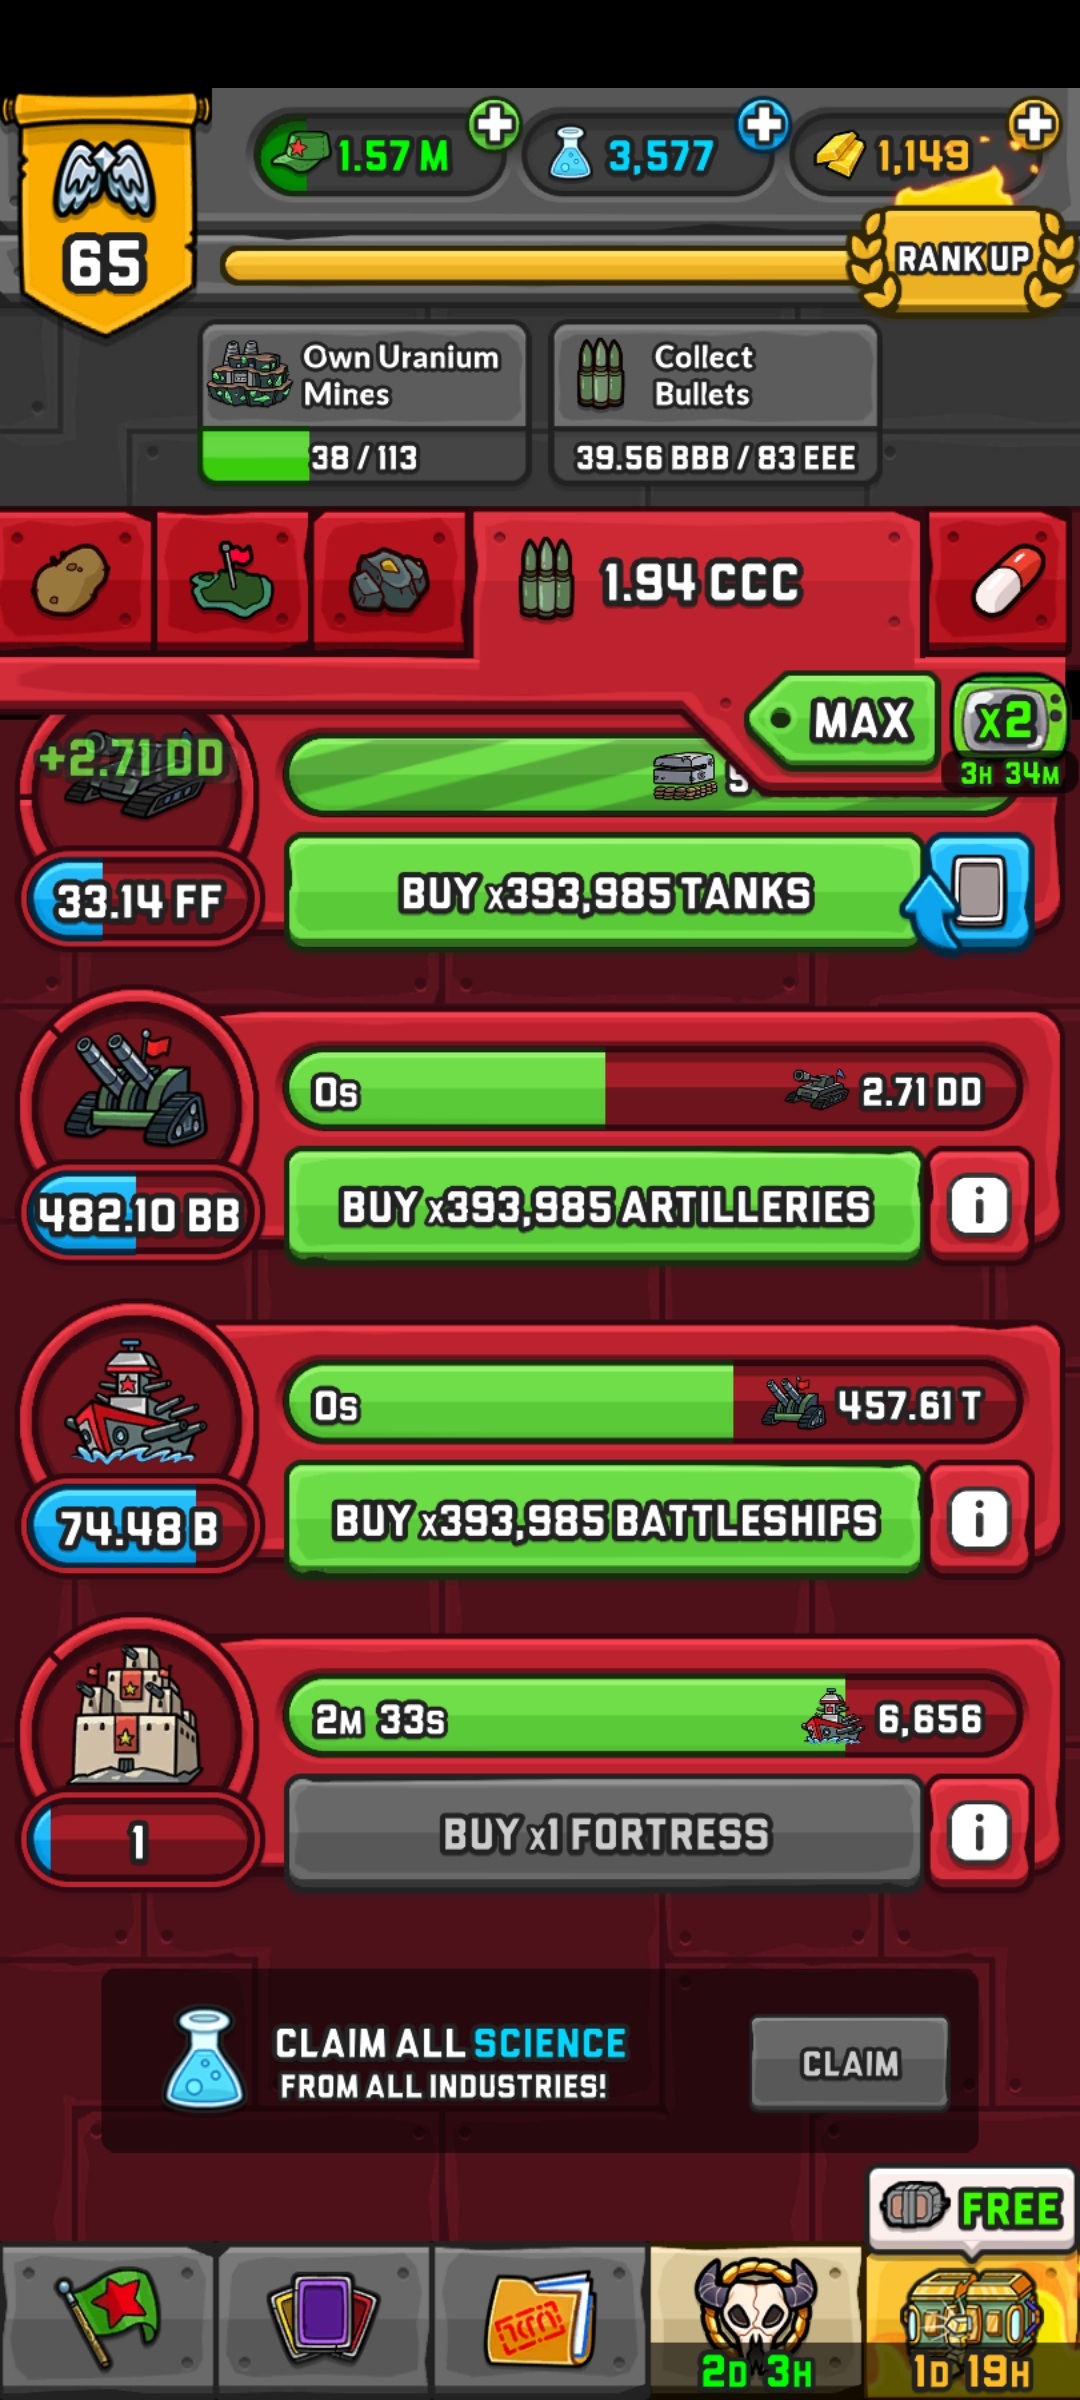 1.57 M
3,577
1,149
65
RANK UP
Own Uranium
Mines
38 / 113
Collect
Bullets
39.56 BBB / 83 EEE
1.94 CCC
MAX
x2
3H 34M
+2.71 DD
33.14 FF
BUY x393,985 TANKS
0s
2.71 DD
482.10 BB
BUY x393,985 ARTILLERIES
i
0s
457.61 T
74.48 B
BUY x393,985 BATTLESHIPS
i
2M 33s
6,656
1
BUY x1 FORTRESS
i
CLAIM ALL SCIENCE
FROM ALL INDUSTRIES!
CLAIM
FREE
2D 3H
1D 19H